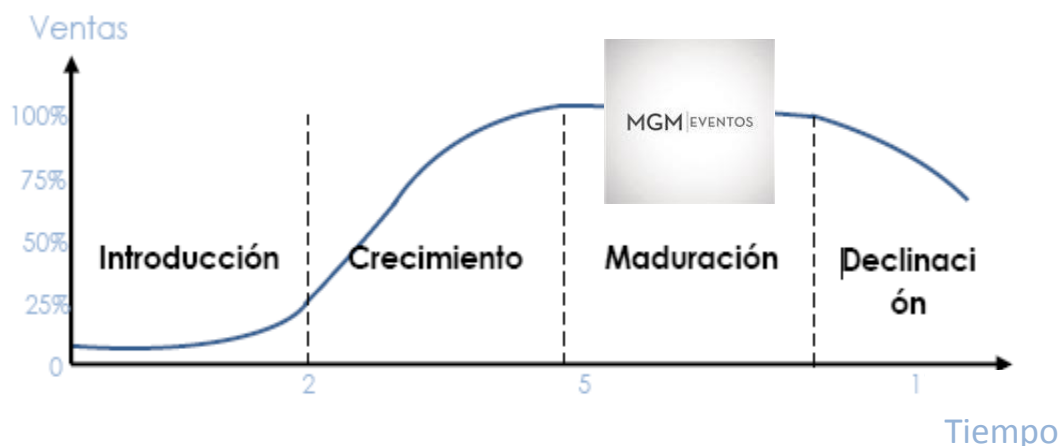 Ventas
100%
MGM EVENTOS
75%
50%
Introducción Crecimiento Maduración Declinaci
ón
25%
0
2 5 1
Tiempo